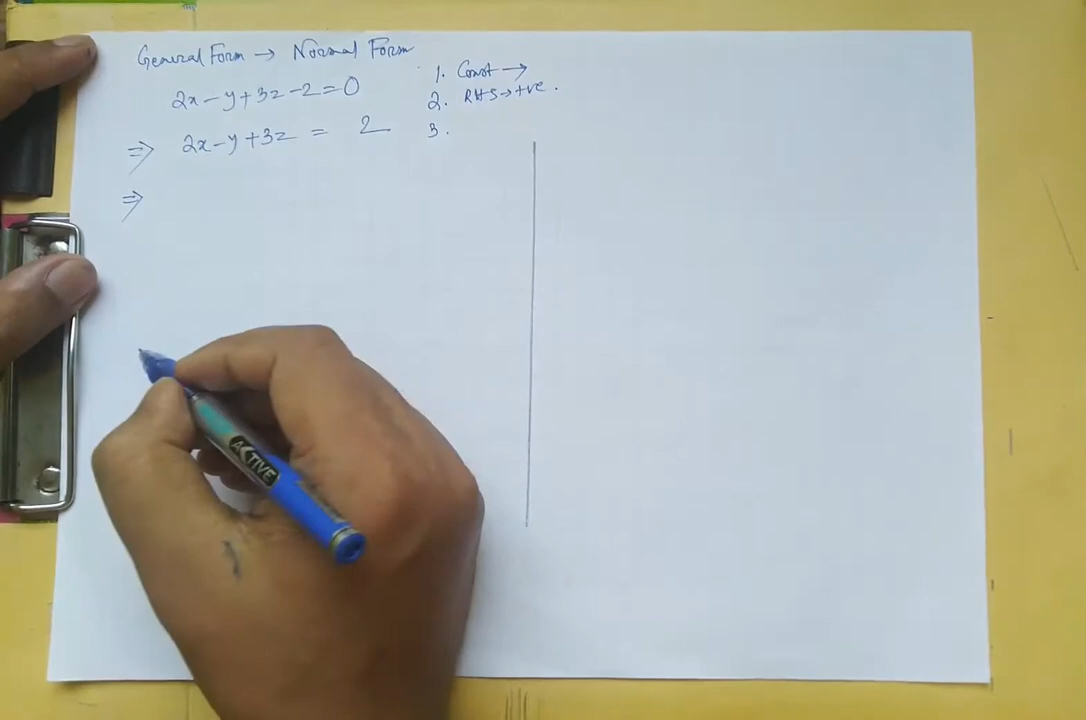 General Form → Normal Form
2x-y+3z-2=0
⇒ 2x-y+3z = 2
⇒
1. Const →
2. RHS→+ve.
3.
ACTIVE